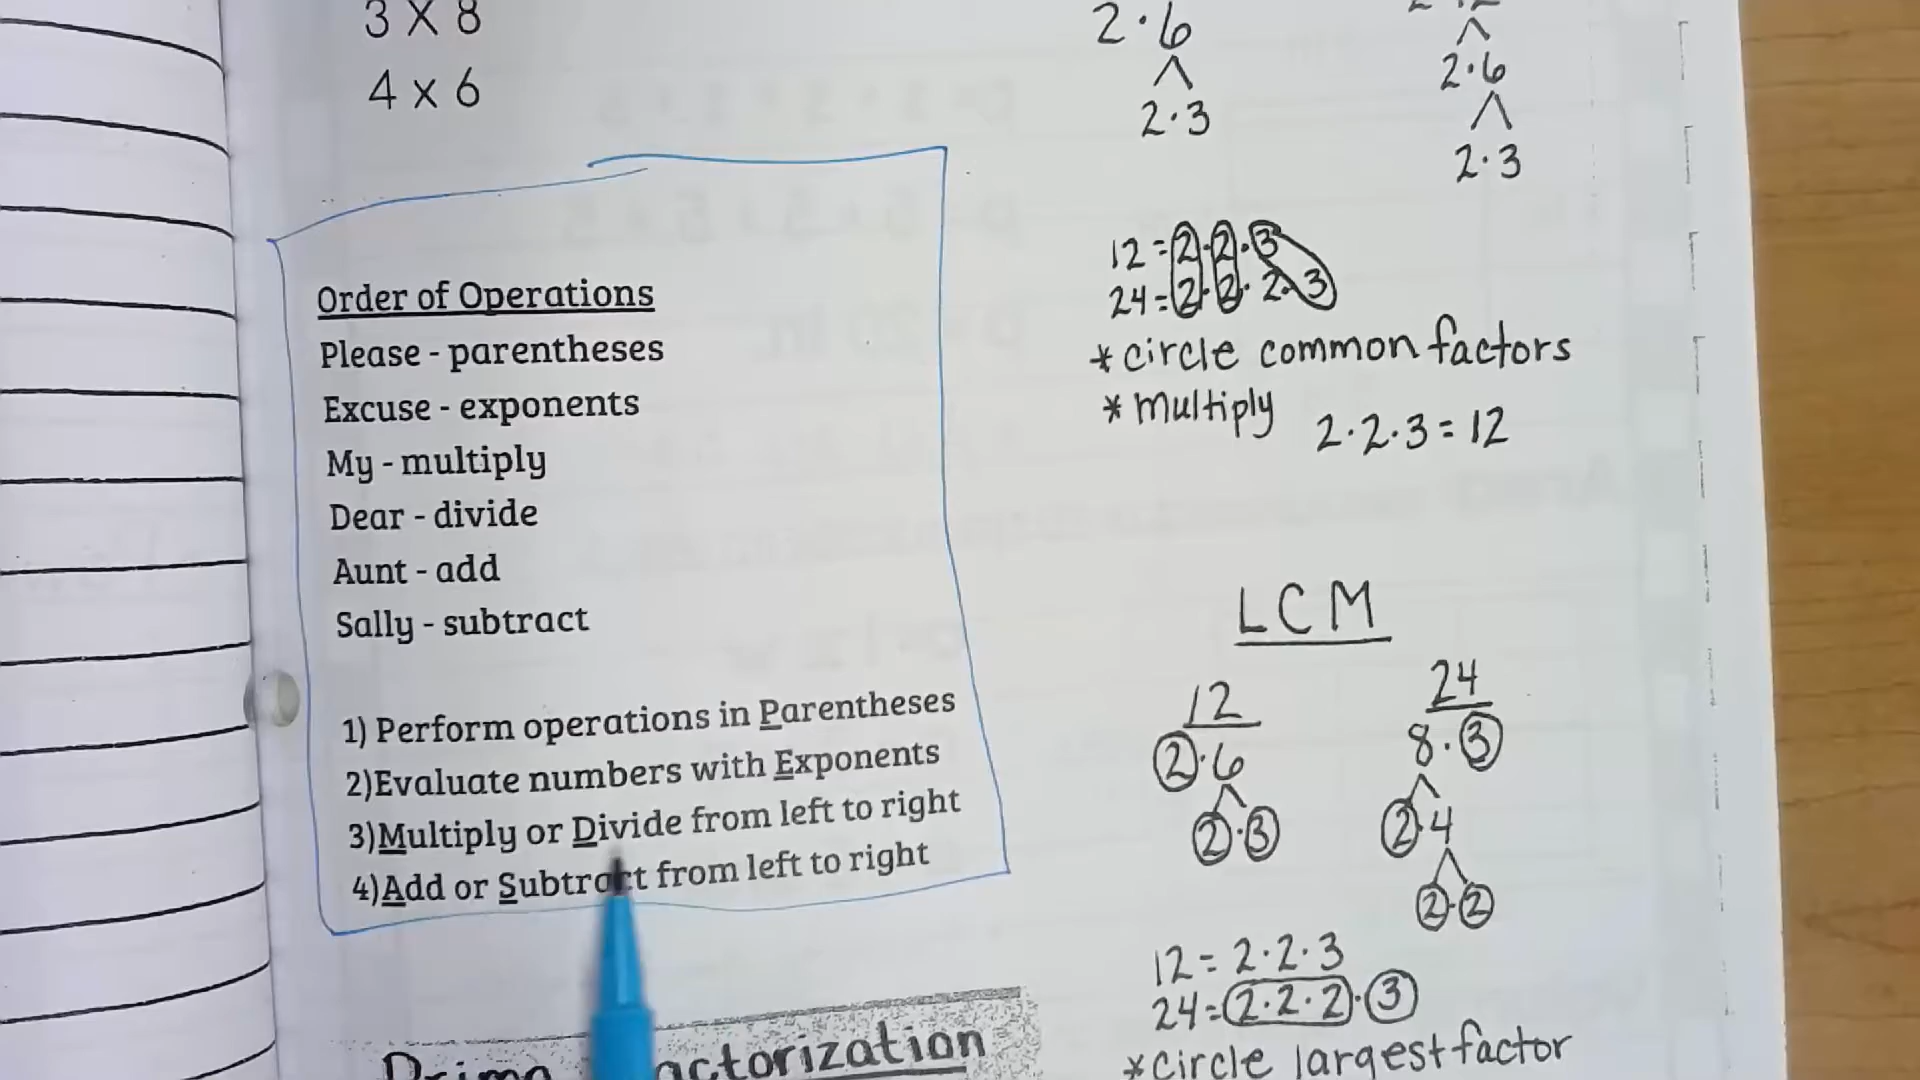 3 X 8
4 x 6
Order of Operations
Please - parentheses
Excuse - exponents
My - multiply
Dear - divide
Aunt - add
Sally - subtract
1) Perform operations in Parentheses
2)Evaluate numbers with Exponents
3)Multiply or Divide from left to right
4)Add or Subtract from left to right
2·6
2·3
2·6
2·3
12=2·2·3
24=2·2·2·3
*circle common factors
*multiply 2·2·3=12
LCM
12
2·6
2·3
24
8·3
2·4
2·2
12=2·2·3
24=2·2·2·3
*circle largest factor